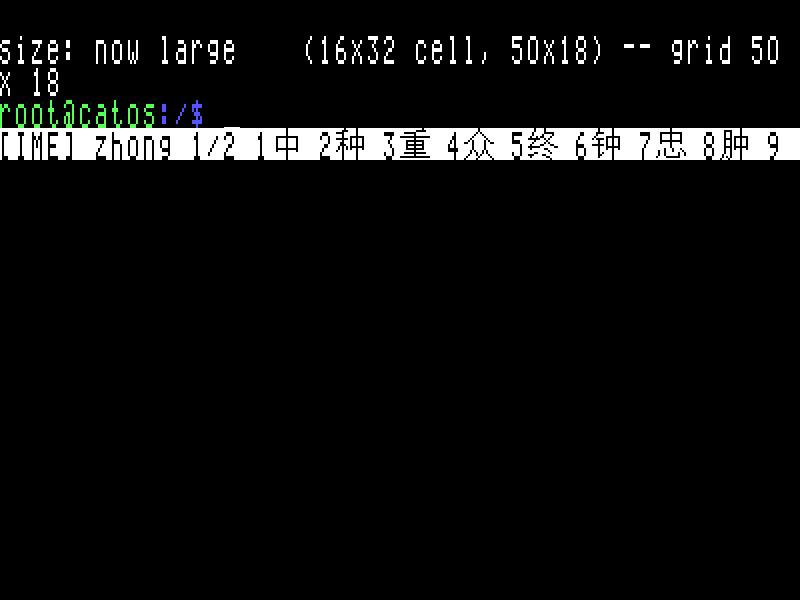 size: now large    (16x32 cell, 50x18) -- grid 50
x 18
root@catos:/$
[IME] zhong 1/2 1中 2种 3重 4众 5终 6钟 7忠 8肿 9